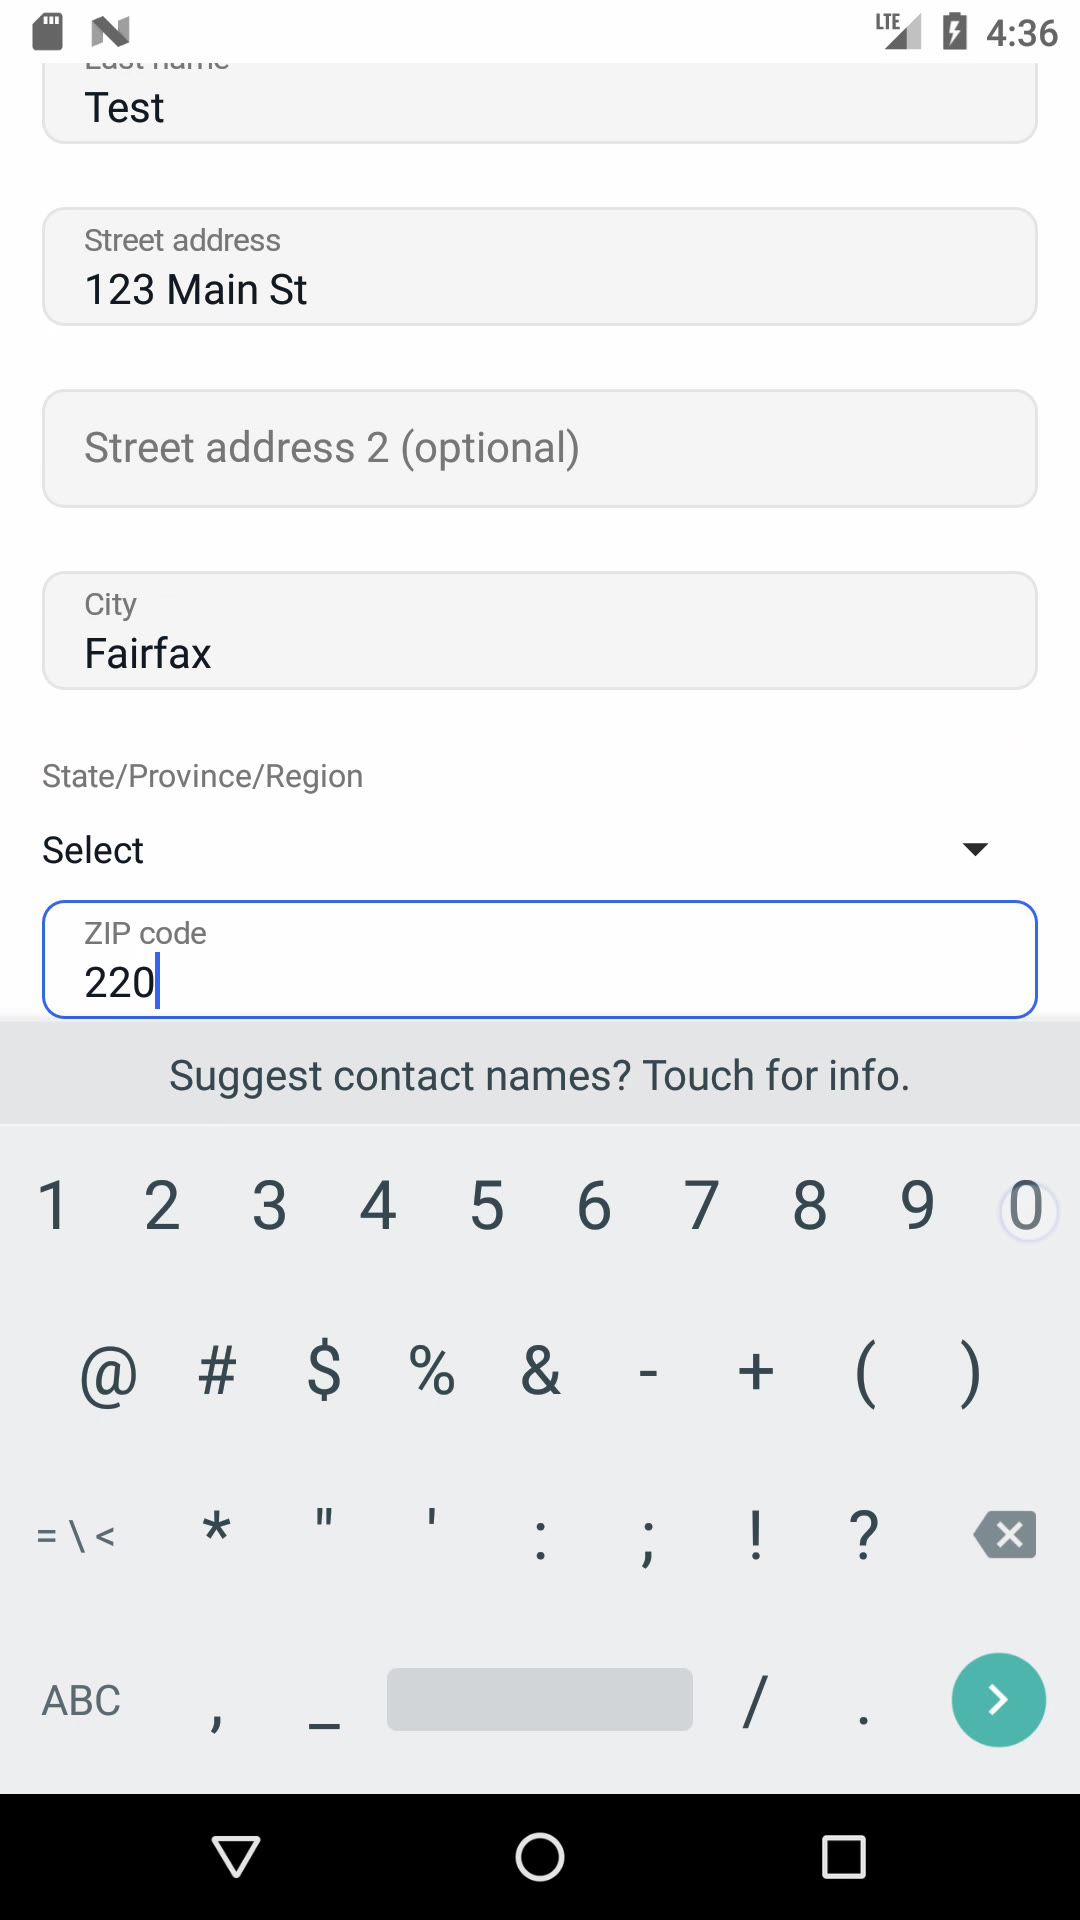 LTE 4:36
Last name
Test
Street address
123 Main St
Street address 2 (optional)
City
Fairfax
State/Province/Region
Select
ZIP code
220
Suggest contact names? Touch for info.
1 2 3 4 5 6 7 8 9 0
@ # $ % & - + ( )
= \ < * " ' : ; ! ?
ABC , _ / .